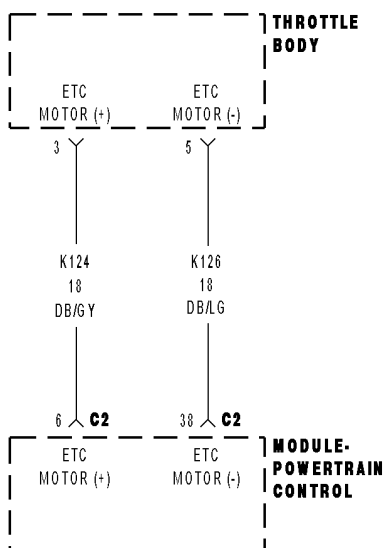 THROTTLE
BODY
ETC ETC
MOTOR (+) MOTOR (-)
3 5
K124 K126
18 18
DB/GY DB/LG
6 C2 38 C2
MODULE-
POWERTRAIN
CONTROL
ETC ETC
MOTOR (+) MOTOR (-)